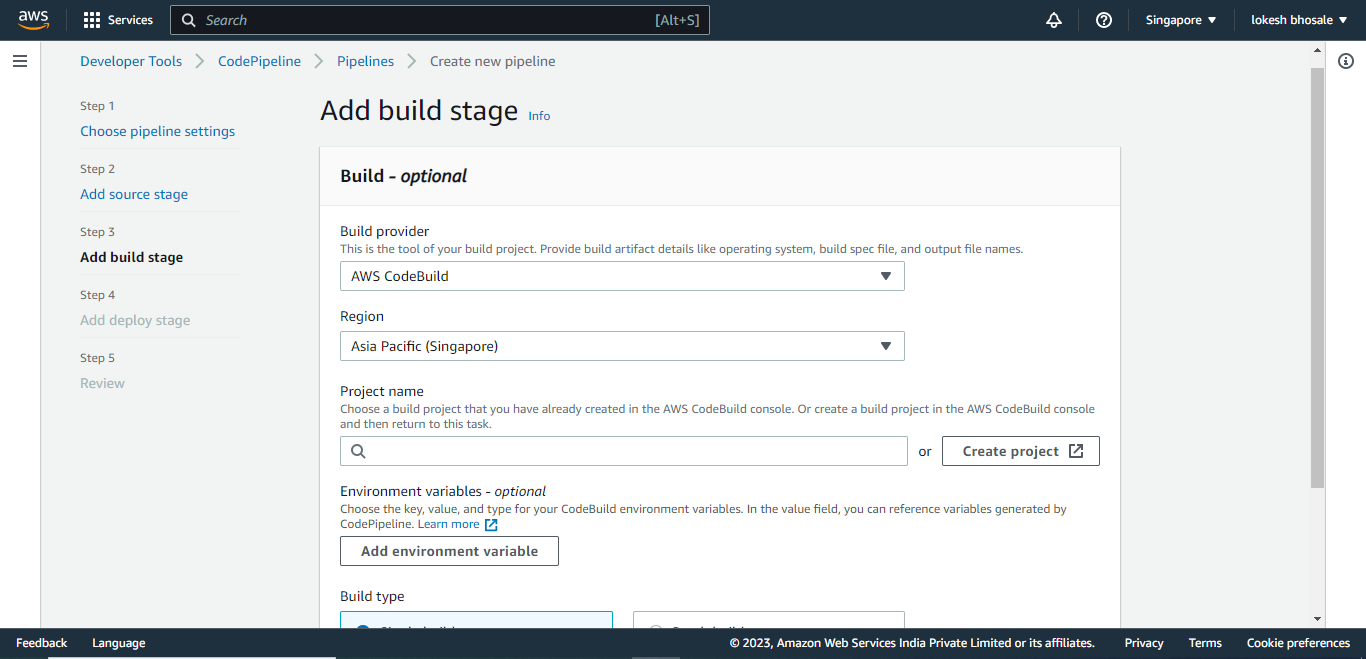 aws
Services
Search
[Alt+S]
Singapore
lokesh bhosale
Developer Tools
CodePipeline
Pipelines
Create new pipeline
Step 1
Choose pipeline settings
Step 2
Add source stage
Step 3
Add build stage
Step 4
Add deploy stage
Step 5
Review
Add build stage Info
Build - optional
Build provider
This is the tool of your build project. Provide build artifact details like operating system, build spec file, and output file names.
AWS CodeBuild
Region
Asia Pacific (Singapore)
Project name
Choose a build project that you have already created in the AWS CodeBuild console. Or create a build project in the AWS CodeBuild console
and then return to this task.
or
Create project
Environment variables - optional
Choose the key, value, and type for your CodeBuild environment variables. In the value field, you can reference variables generated by
CodePipeline. Learn more
Add environment variable
Build type
Feedback
Language
© 2023, Amazon Web Services India Private Limited or its affiliates.
Privacy
Terms
Cookie preferences